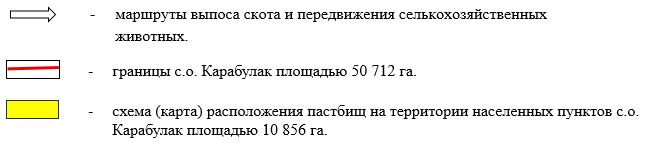 - маршруты выпоса скота и передвижения селькохозяйственных
животных.
- границы с.о. Карабулак площадью 50 712 га.
- схема (карта) расположения пастбищ на территории населенных пунктов с.о.
Карабулак площадью 10 856 га.